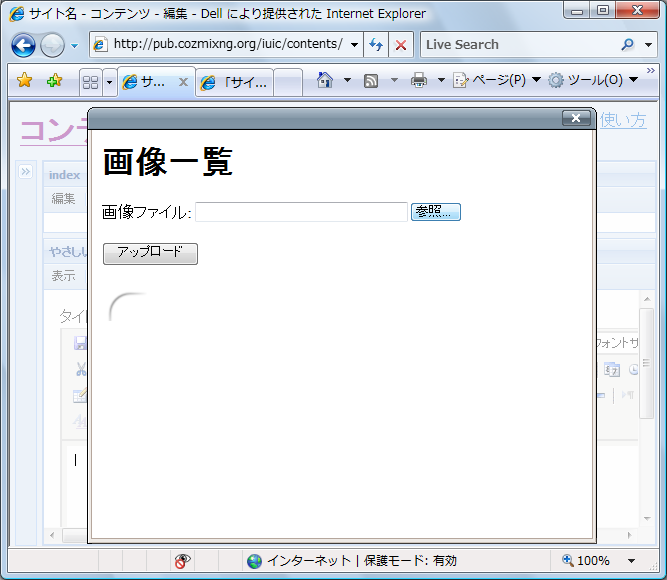 サイト名 - コンテンツ - 編集 - Dell により提供された Internet Explorer
http://pub.cozmixng.org/iuic/contents/
Live Search
サ...
「サイ...
ページ(P)
ツール(O)
コンテ
使い方
画像一覧
index
編集
画像ファイル:
参照...
やさしい
アップロード
表示
タイ
フォントサ
インターネット | 保護モード: 有効
100%